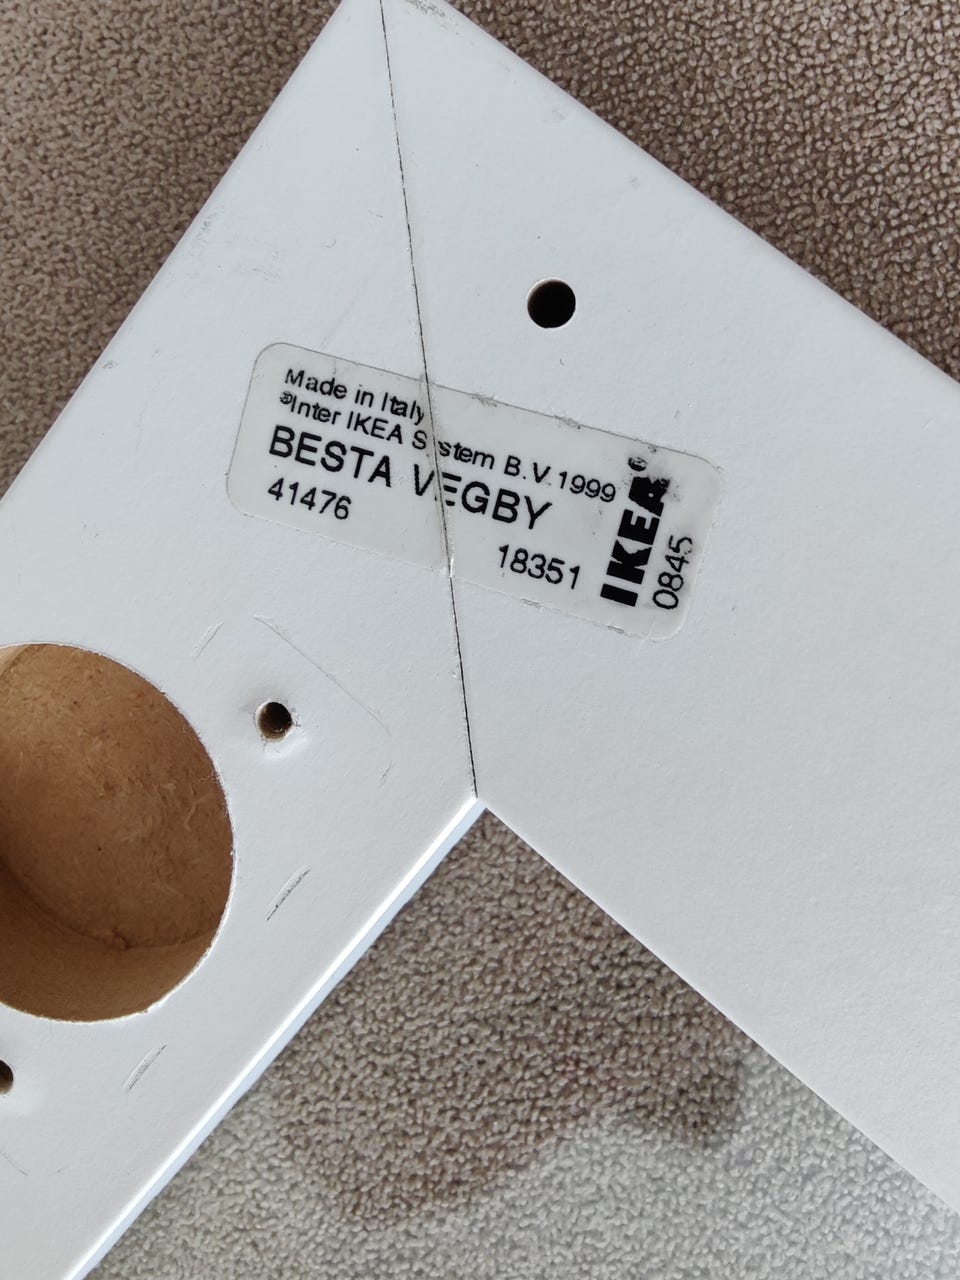 Made in Italy
®Inter IKEA System B.V.1999
BESTA VEGBY
41476
18351
IKEA®
0845